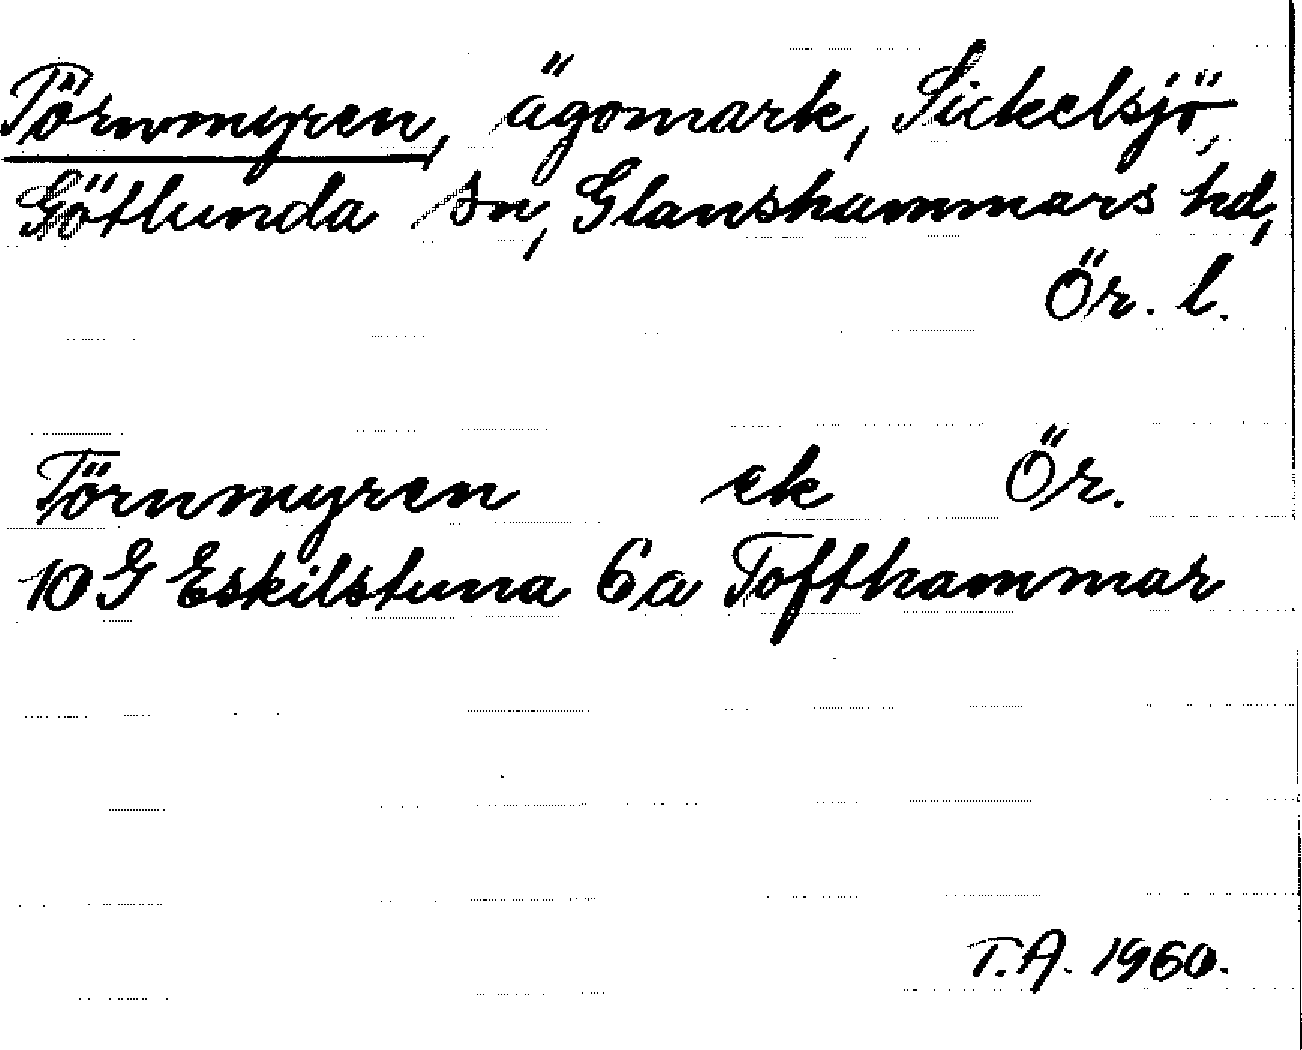 Törnmyren, ägomark, Sickelsjö,
Götlunda sn, Glanshammars hd,
Ör. l.
Törnmyren ek Ör.
10 G Eskilstuna 6a Tofthammar
T.A. 1960.